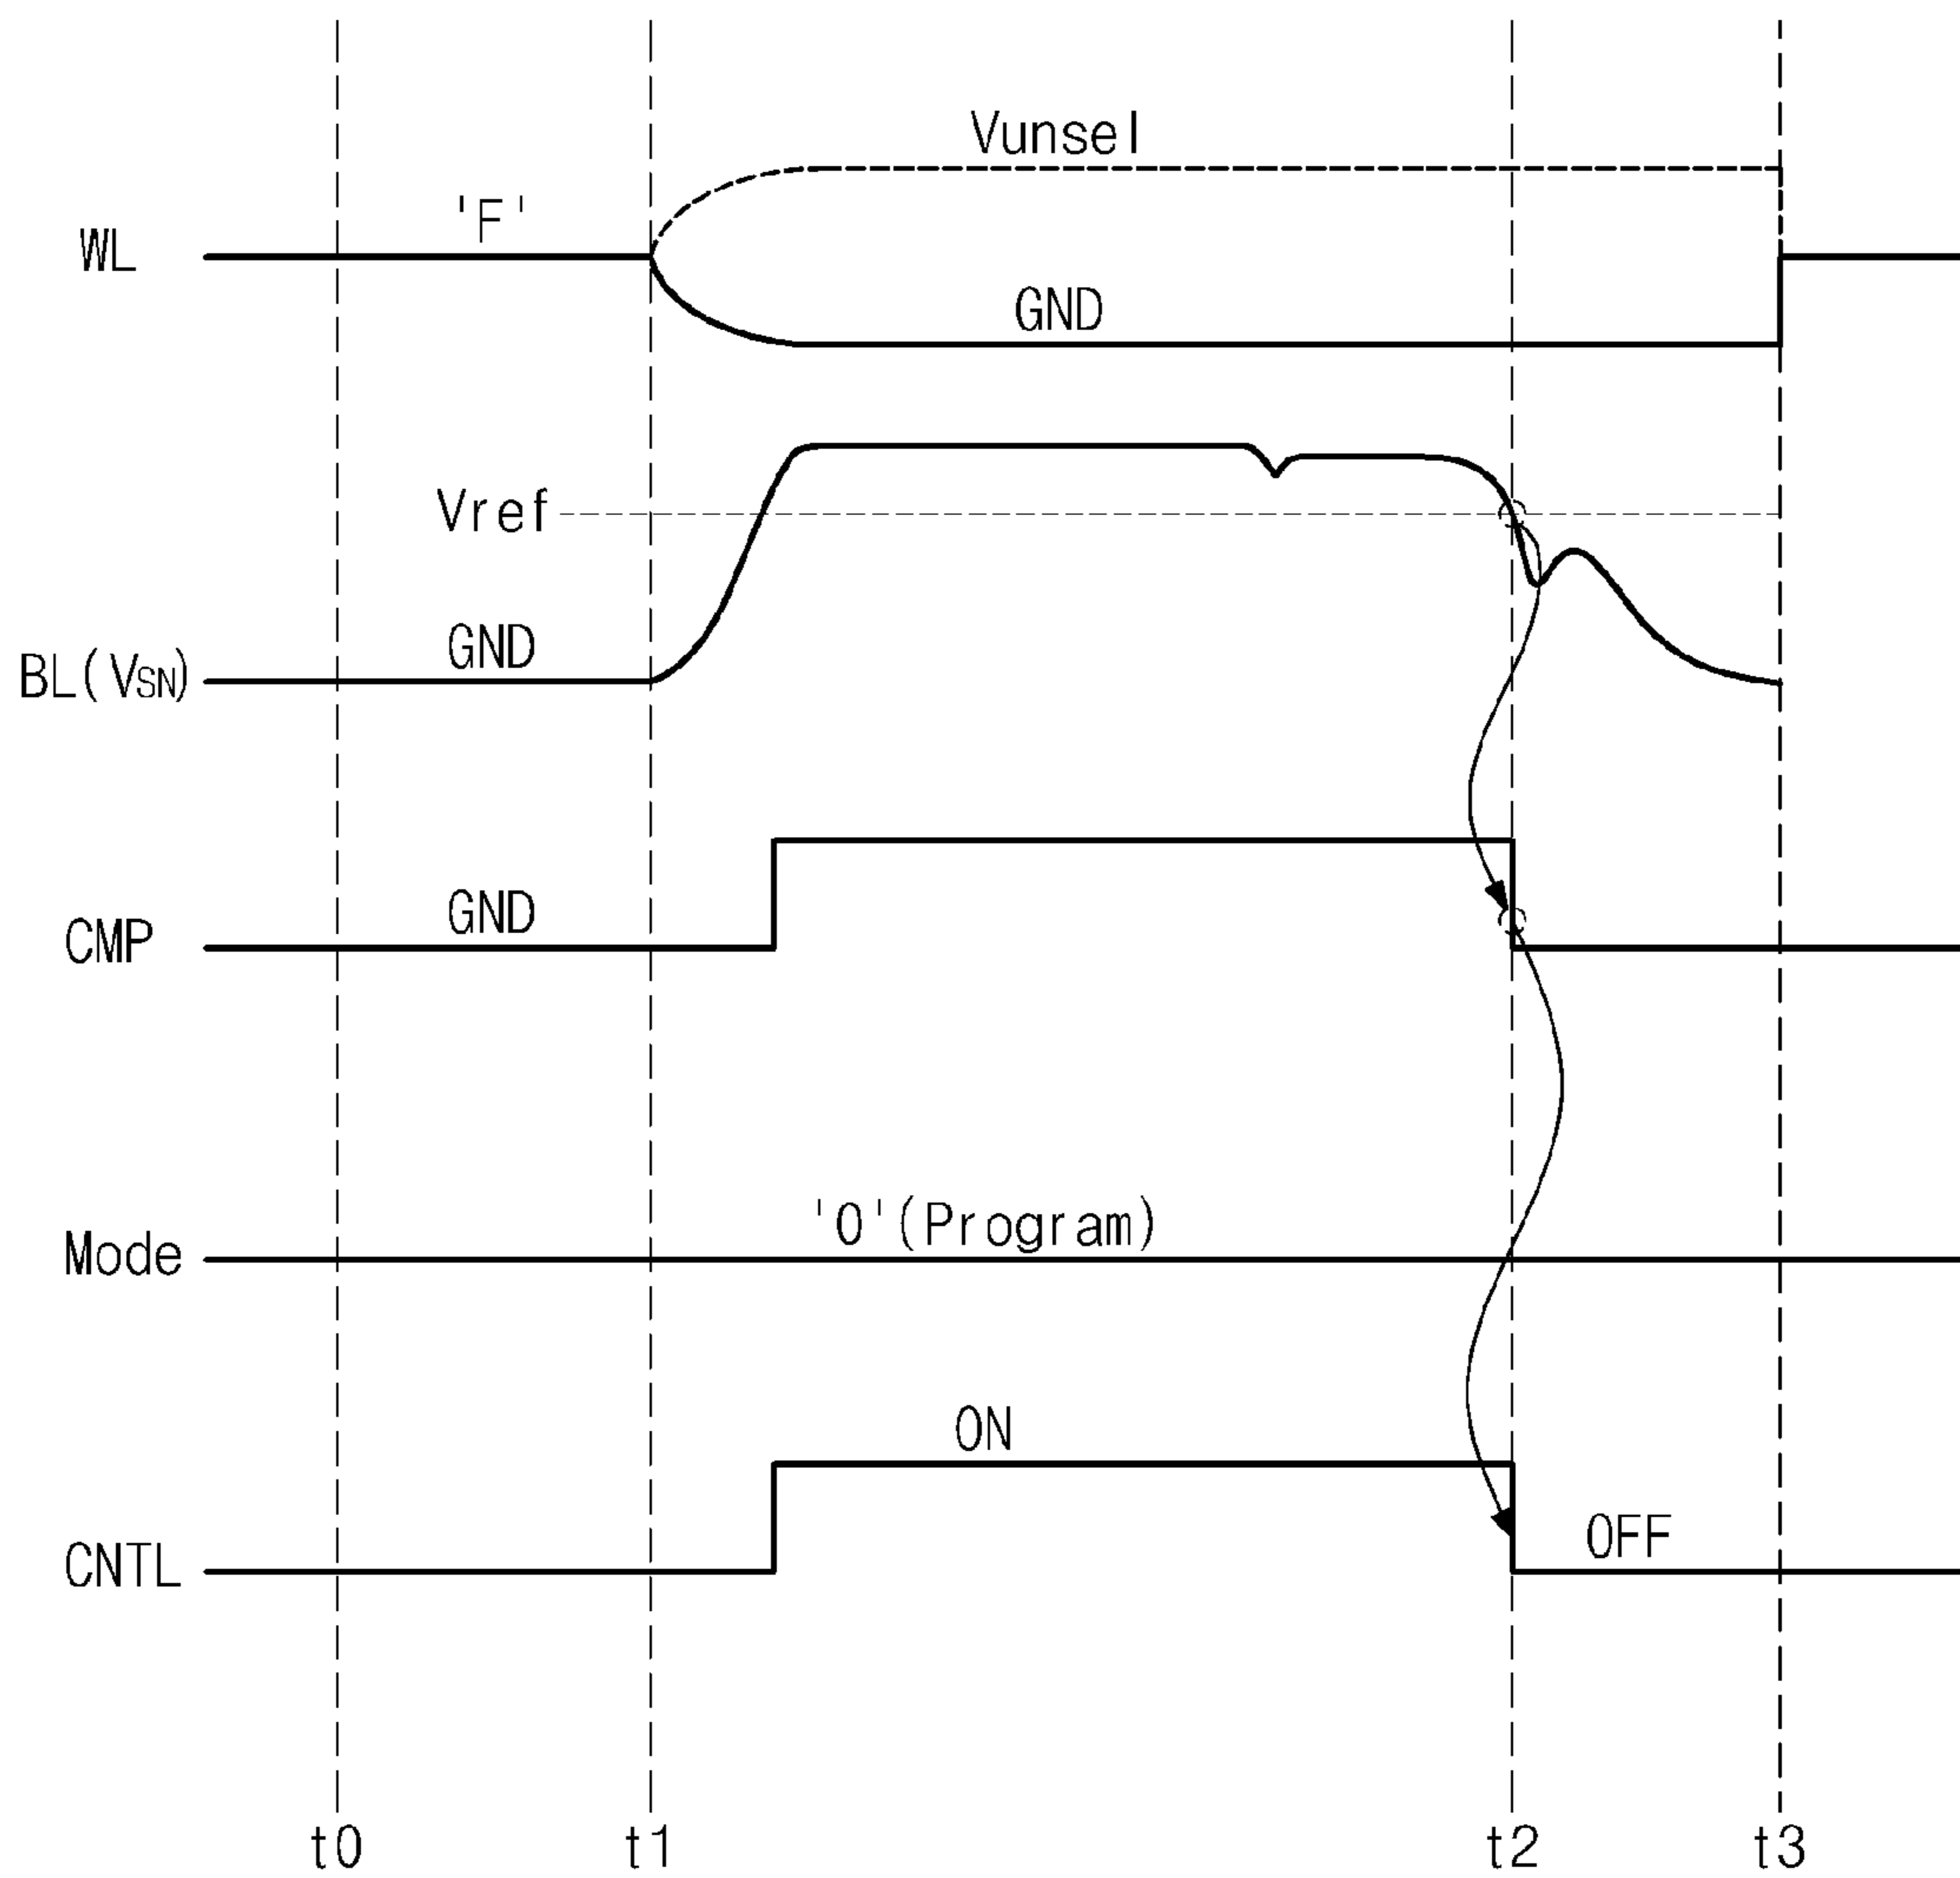 Vunsel
'F'
WL
GND
Vref
GND
BL(VSN)
GND
CMP
'0'(Program)
Mode
ON
OFF
CNTL
t0 t1 t2 t3